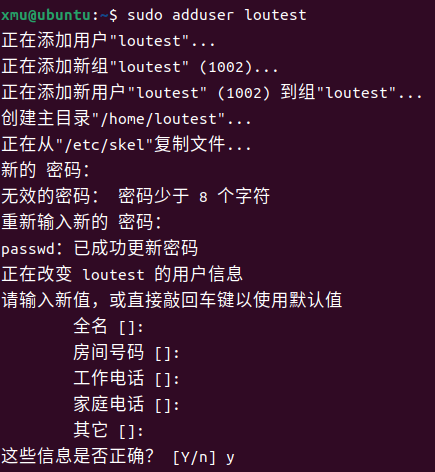 xmu@ubuntu:~$ sudo adduser loutest
正在添加用户"loutest"...
正在添加新组"loutest" (1002)...
正在添加新用户"loutest" (1002) 到组"loutest"...
创建主目录"/home/loutest"...
正在从"/etc/skel"复制文件...
新的 密码：
无效的密码： 密码少于 8 个字符
重新输入新的 密码：
passwd：已成功更新密码
正在改变 loutest 的用户信息
请输入新值，或直接敲回车键以使用默认值
全名 []:
房间号码 []:
工作电话 []:
家庭电话 []:
其它 []:
这些信息是否正确？ [Y/n] y